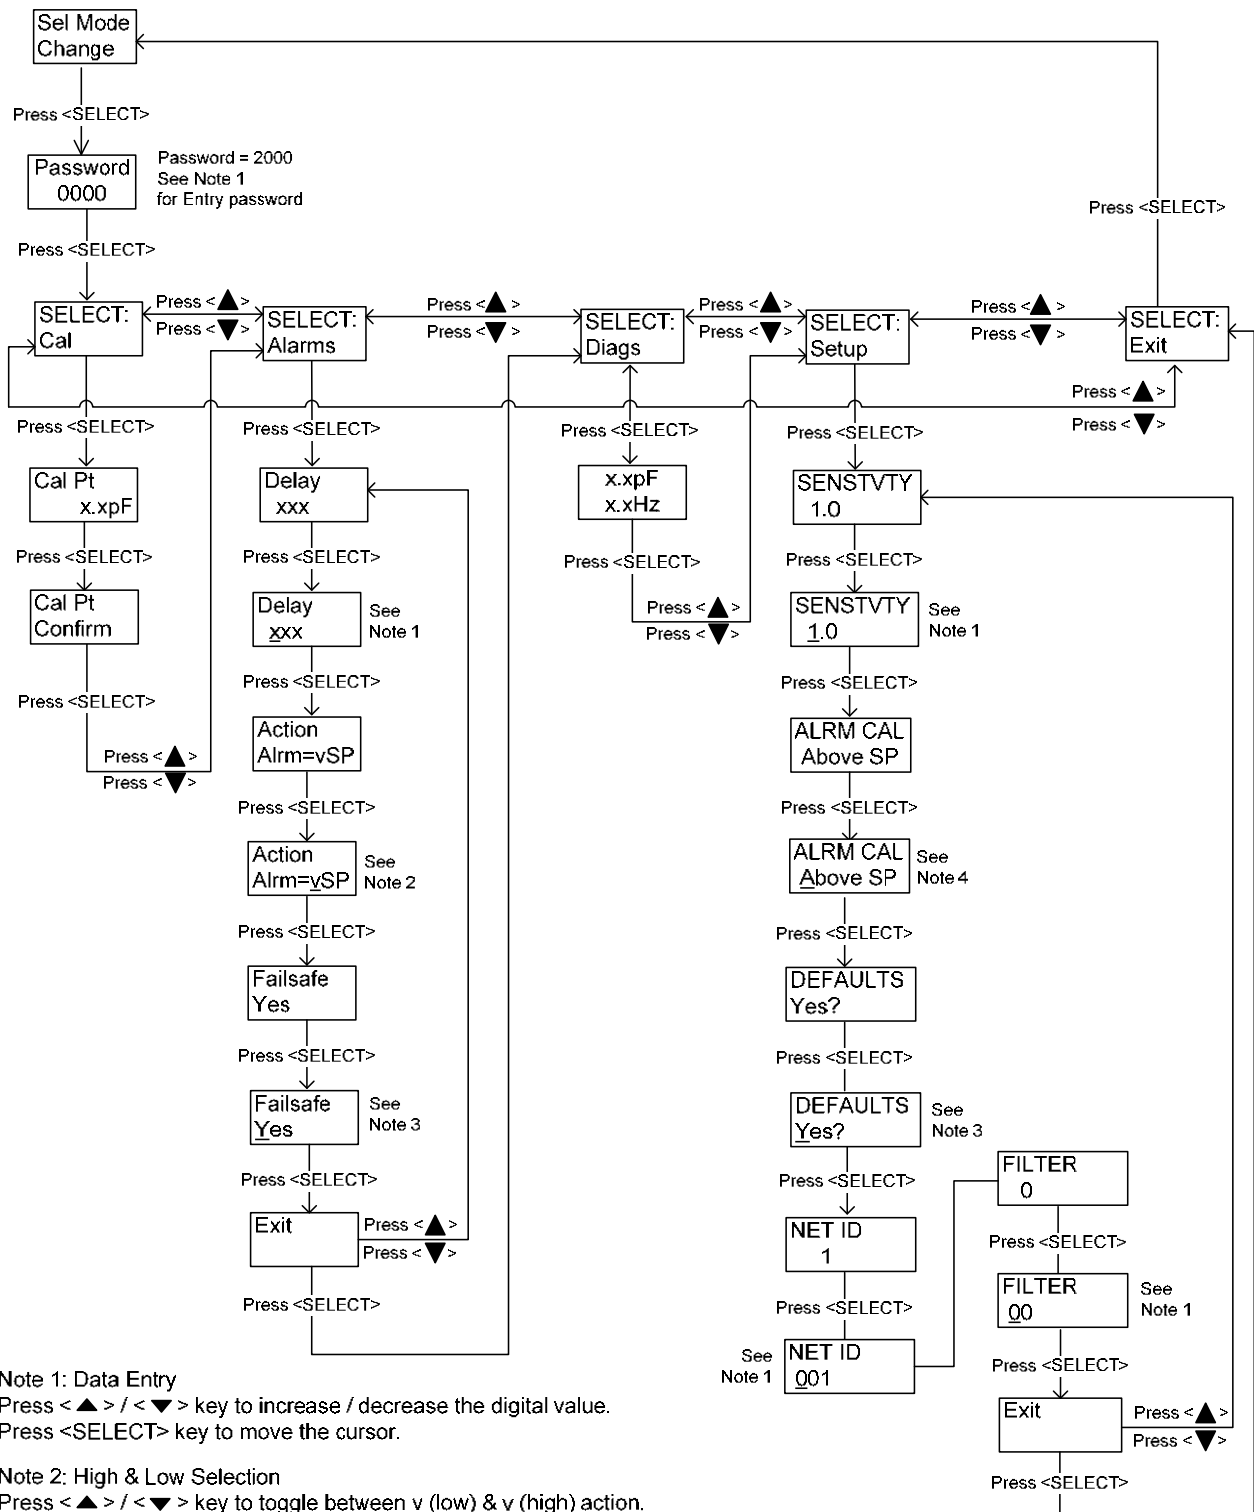 Sel Mode
Change
Press <SELECT>
Password
0000
Password = 2000
See Note 1
for Entry password
Press <SELECT>
Press <SELECT>
SELECT:
Cal
Press <▲>
Press <▼>
SELECT:
Alarms
Press <▲>
Press <▼>
SELECT:
Diags
Press <▲>
Press <▼>
SELECT:
Setup
Press <▲>
Press <▼>
SELECT:
Exit
Press <▲>
Press <▼>
Press <SELECT>
Cal Pt
x.xpF
Press <SELECT>
Cal Pt
Confirm
Press <SELECT>
Press <▲>
Press <▼>
Press <SELECT>
Delay
xxx
Press <SELECT>
Delay
xxx
See
Note 1
Press <SELECT>
Action
Alrm=vSP
Press <SELECT>
Action
Alrm=vSP
See
Note 2
Press <SELECT>
Failsafe
Yes
Press <SELECT>
Failsafe
Yes
See
Note 3
Press <SELECT>
Exit
Press <▲>
Press <▼>
Press <SELECT>
Press <SELECT>
x.xpF
x.xHz
Press <SELECT>
Press <▲>
Press <▼>
Press <SELECT>
SENSTVTY
1.0
Press <SELECT>
SENSTVTY
1.0
See
Note 1
Press <SELECT>
ALRM CAL
Above SP
Press <SELECT>
ALRM CAL
Above SP
See
Note 4
Press <SELECT>
DEFAULTS
Yes?
Press <SELECT>
DEFAULTS
Yes?
See
Note 3
Press <SELECT>
NET ID
1
Press <SELECT>
See
Note 1
NET ID
001
FILTER
0
Press <SELECT>
FILTER
00
See
Note 1
Press <SELECT>
Exit
Press <▲>
Press <▼>
Press <SELECT>
Note 1: Data Entry
Press < ▲ > / < ▼ > key to increase / decrease the digital value.
Press <SELECT> key to move the cursor.
Note 2: High & Low Selection
Press < ▲ > / < ▼ > key to toggle between v (low) & v (high) action.